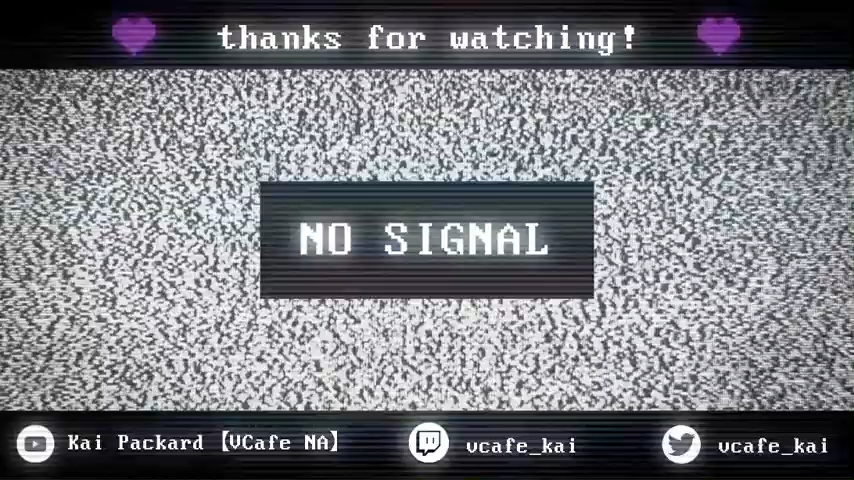 thanks for watching!
NO SIGNAL
Kai Packard【VCafe NA】
vcafe_kai
vcafe_kai